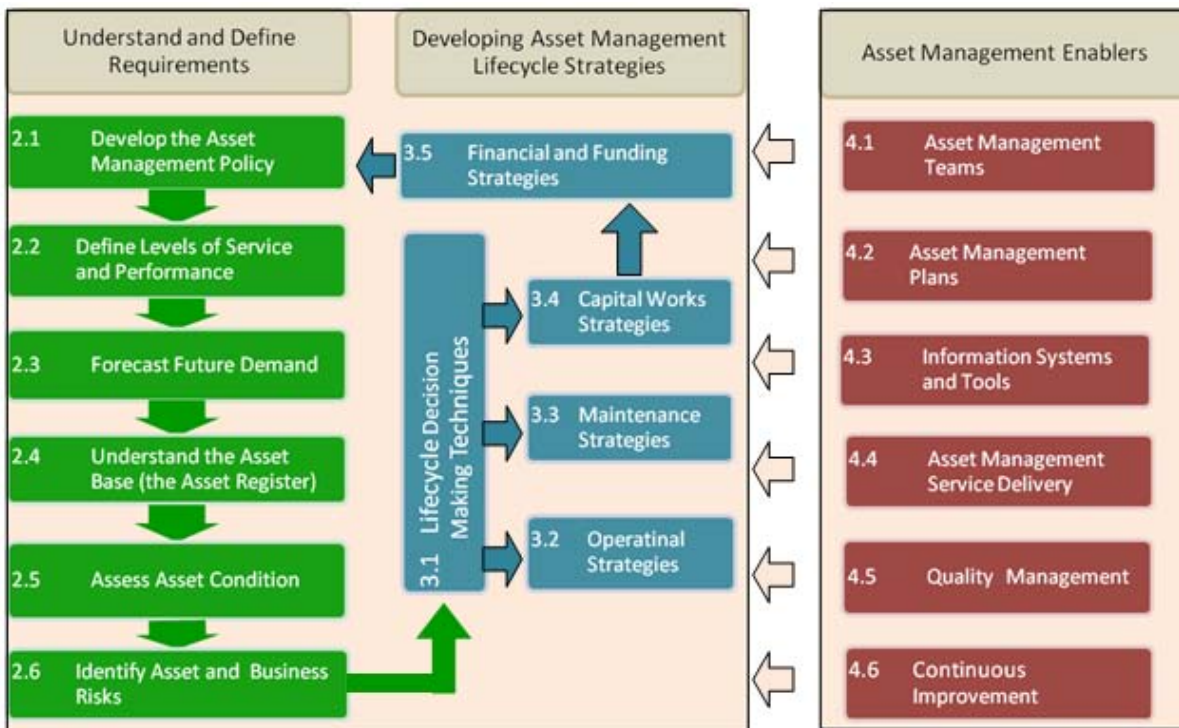 Understand and Define
Requirements
2.1 Develop the Asset
Management Policy
2.2 Define Levels of Service
and Performance
2.3 Forecast Future Demand
2.4 Understand the Asset
Base (the Asset Register)
2.5 Assess Asset Condition
2.6 Identify Asset and Business
Risks
Developing Asset Management
Lifecycle Strategies
3.5 Financial and Funding
Strategies
3.1 Lifecycle Decision
Making Techniques
3.4 Capital Works
Strategies
3.3 Maintenance
Strategies
3.2 Operatinal
Strategies
Asset Management Enablers
4.1 Asset Management
Teams
4.2 Asset Management
Plans
4.3 Information Systems
and Tools
4.4 Asset Management
Service Delivery
4.5 Quality Management
4.6 Continuous
Improvement